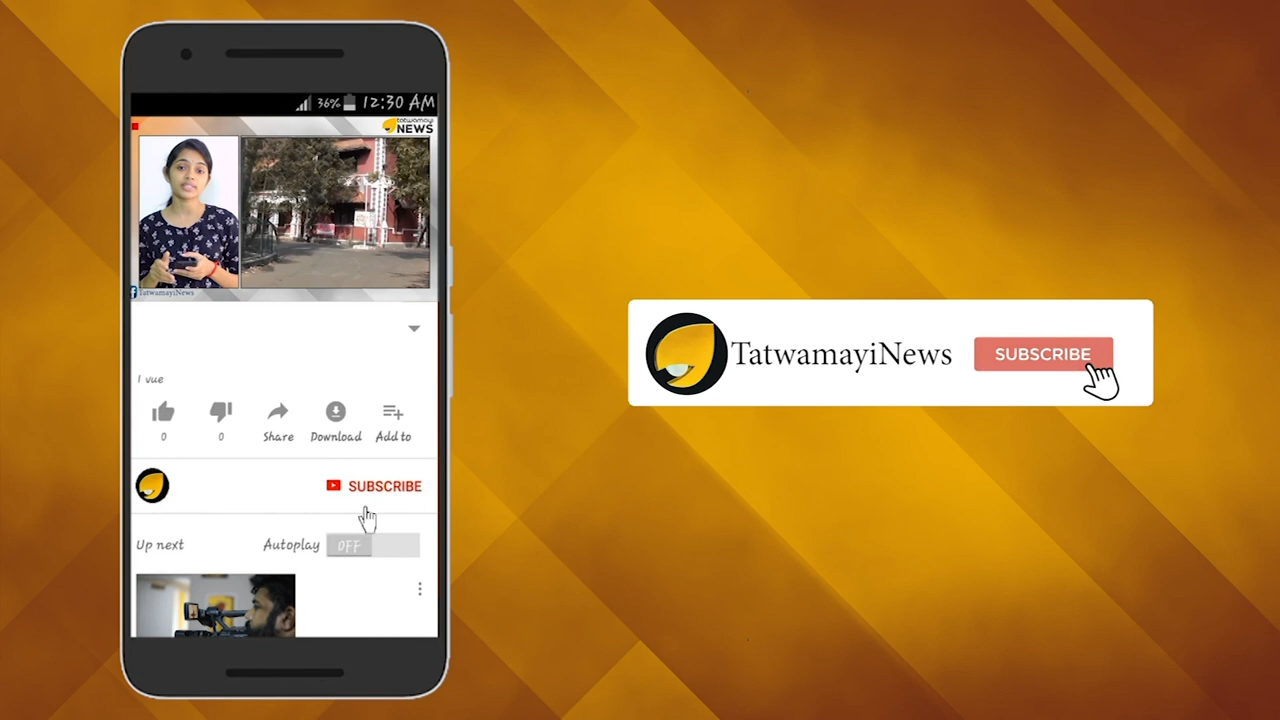 36% 12:30 AM
tatwamayi
NEWS
TatwamayiNews
1 vue
0 0 Share Download Add to
SUBSCRIBE
Up next Autoplay OFF
TatwamayiNews SUBSCRIBE